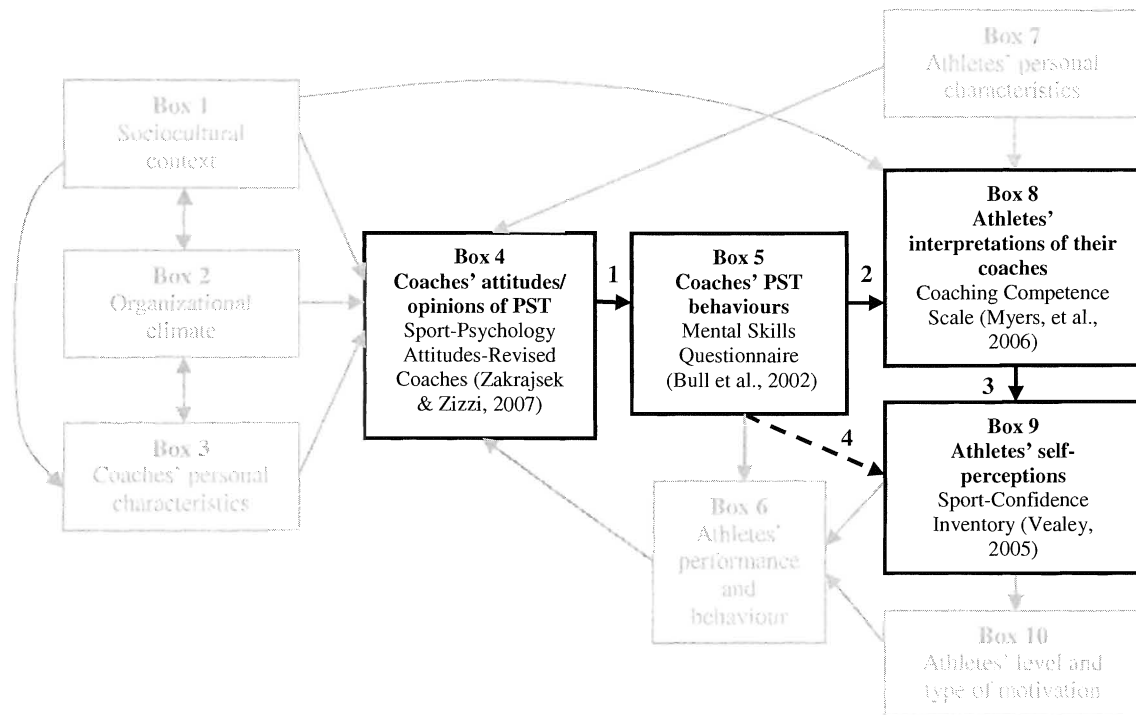 Box 1
Sociocultural
context
Box 2
Organizational
climate
Box 3
Coaches' personal
characteristics
Box 4
Coaches' attitudes/
opinions of PST
Sport-Psychology
Attitudes-Revised
Coaches (Zakrajsek
& Zizzi, 2007)
1
Box 5
Coaches' PST
behaviours
Mental Skills
Questionnaire
(Bull et al., 2002)
2
4
Box 6
Athletes'
performance
and
behaviour
Box 7
Athletes' personal
characteristics
Box 8
Athletes'
interpretations of their
coaches
Coaching Competence
Scale (Myers, et al.,
2006)
3
Box 9
Athletes' self-
perceptions
Sport-Confidence
Inventory (Vealey,
2005)
Box 10
Athletes' level and
type of motivation